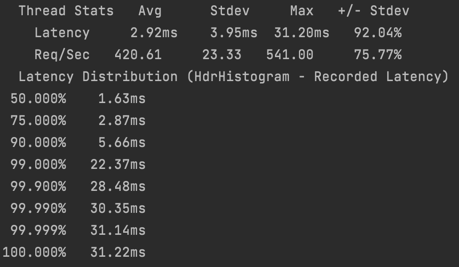 Thread Stats   Avg      Stdev     Max   +/- Stdev
Latency     2.92ms    3.95ms  31.20ms   92.04%
Req/Sec   420.61     23.33   541.00     75.77%
Latency Distribution (HdrHistogram - Recorded Latency)
50.000%    1.63ms
75.000%    2.87ms
90.000%    5.66ms
99.000%   22.37ms
99.900%   28.48ms
99.990%   30.35ms
99.999%   31.14ms
100.000%   31.22ms